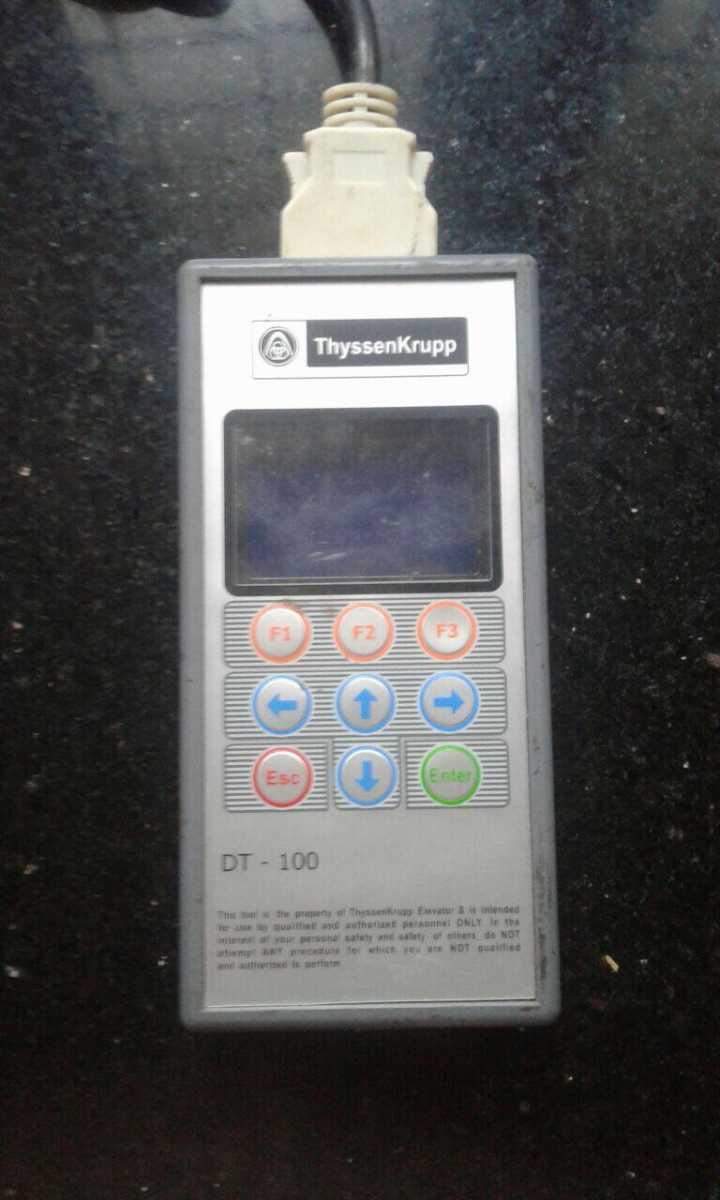 ThyssenKrupp
F1 F2 F3
Esc Enter
DT - 100
This tool is the property of ThyssenKrupp Elevator & is intended
for use by qualified and authorized personnel ONLY. In the
interest of your personal safety and safety of others, do NOT
attempt ANY procedure for which you are NOT qualified
and authorized to perform